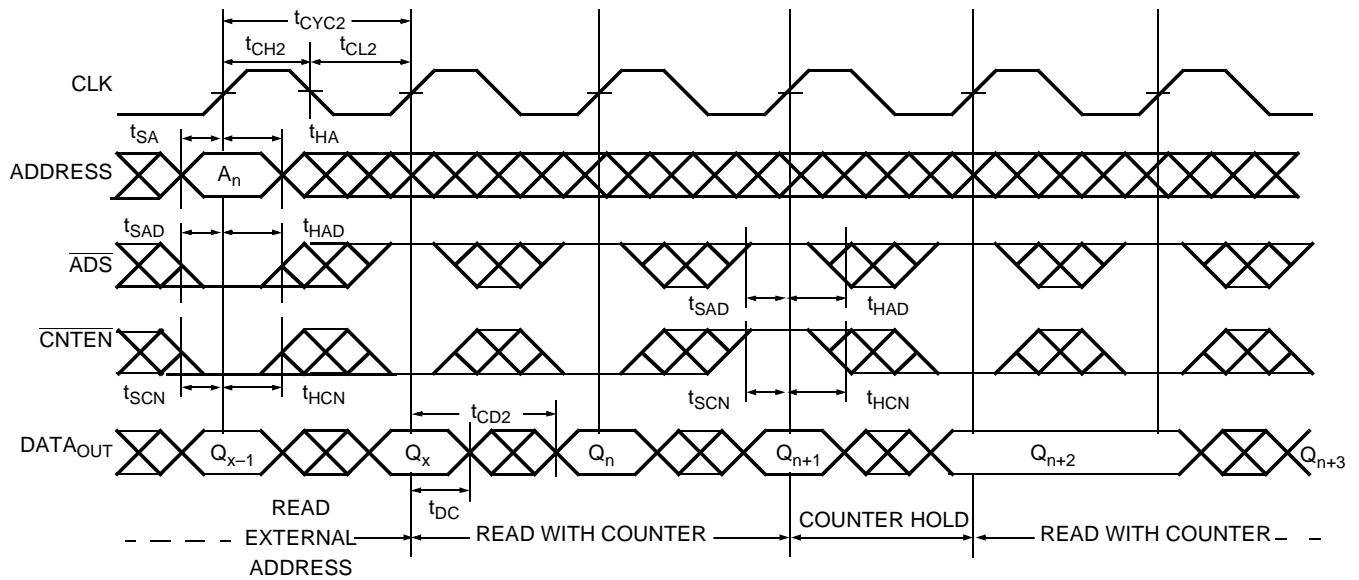 tCYC2
tCH2 tCL2
CLK
tSA tHA
ADDRESS An
tSAD tHAD
ADS
tSAD tHAD
CNTEN
tSCN tHCN tSCN tHCN
tCD2
DATAOUT Qx–1 Qx Qn Qn+1 Qn+2 Qn+3
tDC
READ
EXTERNAL
ADDRESS
READ WITH COUNTER
COUNTER HOLD
READ WITH COUNTER